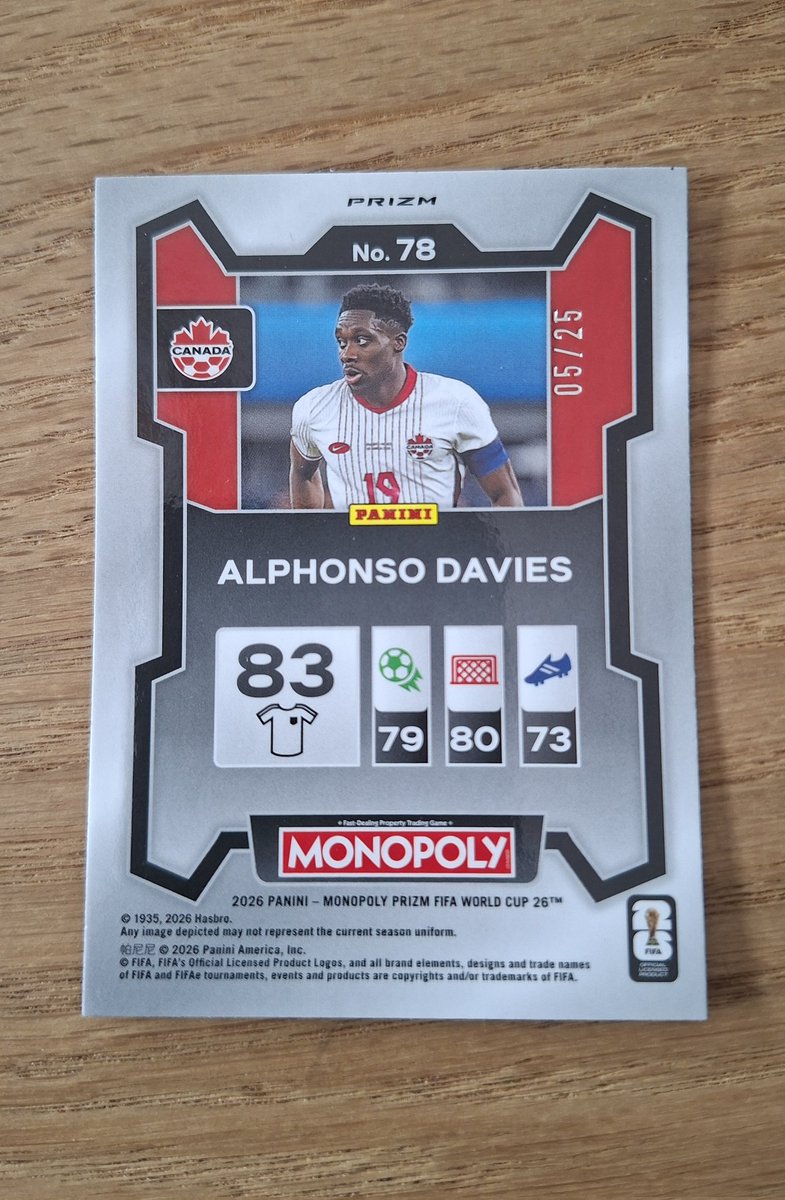 PRIZM
No. 78
CANADA
05/25
CANADA
19
PANINI
ALPHONSO DAVIES
83
79
80
73
Fast-Dealing Property Trading Game
MONOPOLY
2026 PANINI – MONOPOLY PRIZM FIFA WORLD CUP 26™
© 1935, 2026 Hasbro.
Any image depicted may not represent the current season uniform.
帕尼尼 © 2026 Panini America, Inc.
© FIFA, FIFA's Official Licensed Product Logos, and all brand elements, designs and trade names
of FIFA and FIFAe tournaments, events and products are copyrights and/or trademarks of FIFA.
26
FIFA
OFFICIAL
LICENSED
PRODUCT